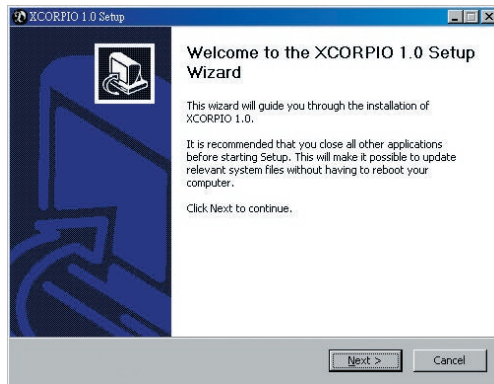 XCORPIO 1.0 Setup
Welcome to the XCORPIO 1.0 Setup
Wizard
This wizard will guide you through the installation of
XCORPIO 1.0.
It is recommended that you close all other applications
before starting Setup. This will make it possible to update
relevant system files without having to reboot your
computer.
Click Next to continue.
Next >
Cancel